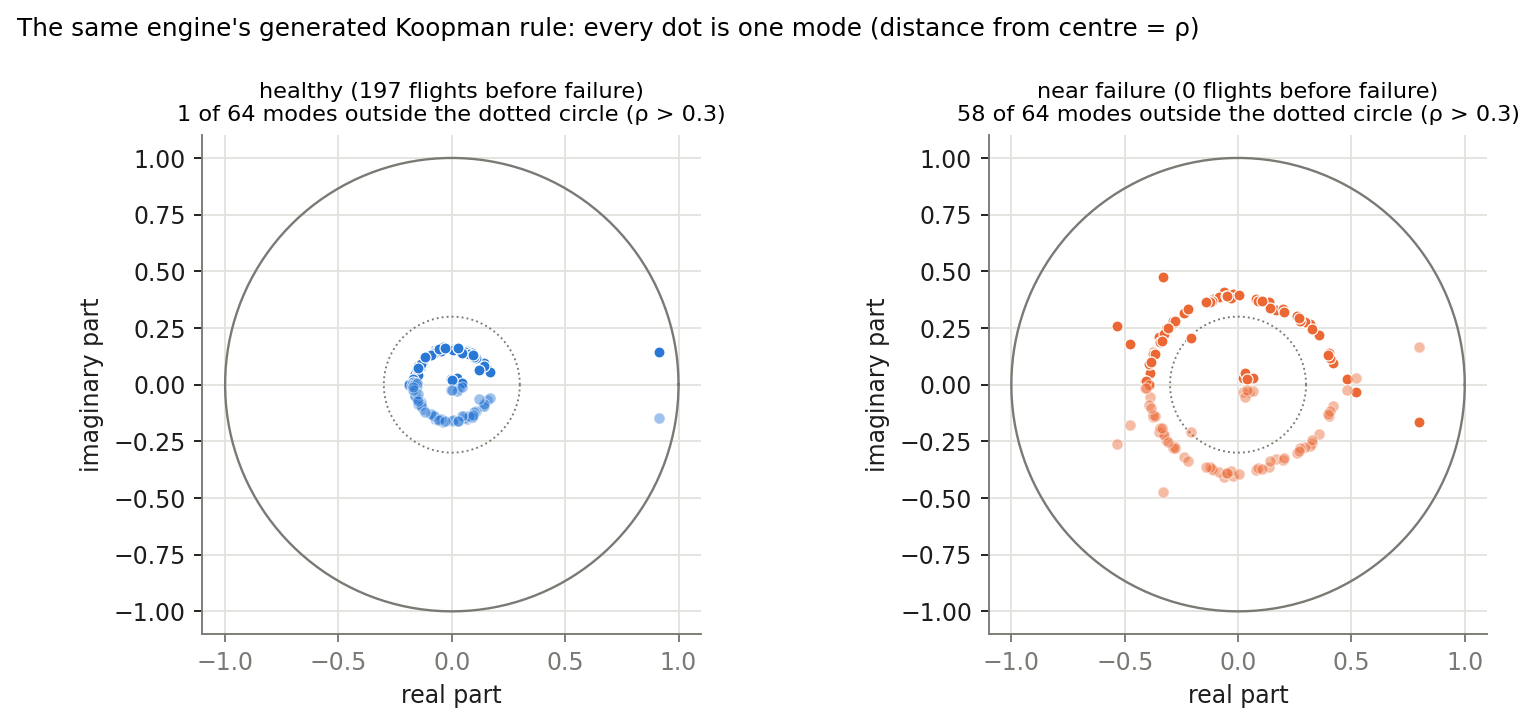 The same engine's generated Koopman rule: every dot is one mode (distance from centre = ρ)
healthy (197 flights before failure)
1 of 64 modes outside the dotted circle (ρ > 0.3)
1.00
0.75
0.50
0.25
0.00
−0.25
−0.50
−0.75
−1.00
imaginary part
−1.0 −0.5 0.0 0.5 1.0
real part
near failure (0 flights before failure)
58 of 64 modes outside the dotted circle (ρ > 0.3)
1.00
0.75
0.50
0.25
0.00
−0.25
−0.50
−0.75
−1.00
imaginary part
−1.0 −0.5 0.0 0.5 1.0
real part